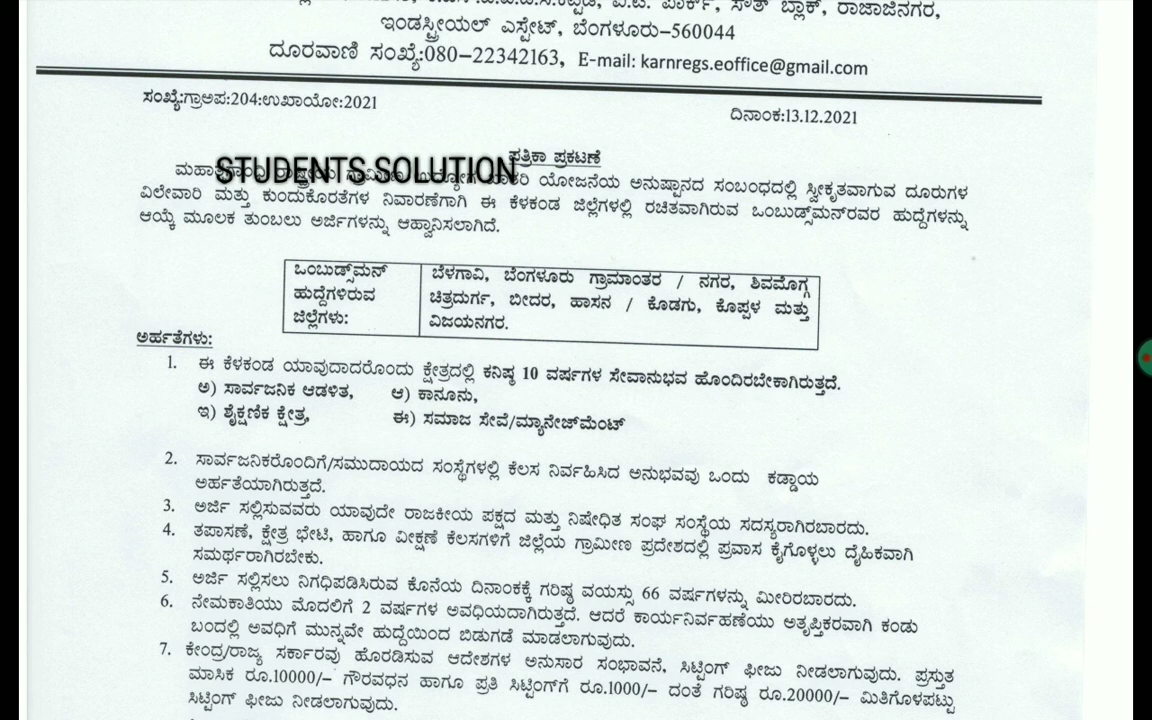 ಪಾರ್ಕ್, ಸೌತ್ ಬ್ಲಾಕ್, ರಾಜಾಜಿನಗರ,
ಇಂಡಸ್ಟ್ರೀಯಲ್ ಎಸ್ಟೇಟ್, ಬೆಂಗಳೂರು-560044
ದೂರವಾಣಿ ಸಂಖ್ಯೆ:080-22342163, E-mail: karnregs.eoffice@gmail.com
ಸಂಖ್ಯೆ:ಗ್ರಾಅಪ:204:ಉಖಾಯೋ:2021
ದಿನಾಂಕ:13.12.2021
ಪತ್ರಿಕಾ ಪ್ರಕಟಣೆ
STUDENTS SOLUTION
ಯೋಜನೆಯ ಅನುಷ್ಠಾನದ ಸಂಬಂಧದಲ್ಲಿ ಸ್ವೀಕೃತವಾಗುವ ದೂರುಗಳ
ವಿಲೇವಾರಿ ಮತ್ತು ಕುಂದುಕೊರತೆಗಳ ನಿವಾರಣೆಗಾಗಿ ಈ ಕೆಳಕಂಡ ಜಿಲ್ಲೆಗಳಲ್ಲಿ ರಚಿತವಾಗಿರುವ ಒಂಬುಡ್ಸ್‌ಮನ್‌ರವರ ಹುದ್ದೆಗಳನ್ನು
ಆಯ್ಕೆ ಮೂಲಕ ತುಂಬಲು ಅರ್ಜಿಗಳನ್ನು ಆಹ್ವಾನಿಸಲಾಗಿದೆ.
ಒಂಬುಡ್ಸ್‌ಮನ್ ಹುದ್ದೆಗಳಿರುವ ಜಿಲ್ಲೆಗಳು:
ಬೆಳಗಾವಿ, ಬೆಂಗಳೂರು ಗ್ರಾಮಾಂತರ / ನಗರ, ಶಿವಮೊಗ್ಗ
ಚಿತ್ರದುರ್ಗ, ಬೀದರ, ಹಾಸನ / ಕೊಡಗು, ಕೊಪ್ಪಳ ಮತ್ತು
ವಿಜಯನಗರ.
ಅರ್ಹತೆಗಳು:
1. ಈ ಕೆಳಕಂಡ ಯಾವುದಾದರೊಂದು ಕ್ಷೇತ್ರದಲ್ಲಿ ಕನಿಷ್ಠ 10 ವರ್ಷಗಳ ಸೇವಾನುಭವ ಹೊಂದಿರಬೇಕಾಗಿರುತ್ತದೆ.
ಅ) ಸಾರ್ವಜನಿಕ ಆಡಳಿತ, ಆ) ಕಾನೂನು,
ಇ) ಶೈಕ್ಷಣಿಕ ಕ್ಷೇತ್ರ, ಈ) ಸಮಾಜ ಸೇವೆ/ಮ್ಯಾನೇಜ್‌ಮೆಂಟ್
2. ಸಾರ್ವಜನಿಕರೊಂದಿಗೆ/ಸಮುದಾಯದ ಸಂಸ್ಥೆಗಳಲ್ಲಿ ಕೆಲಸ ನಿರ್ವಹಿಸಿದ ಅನುಭವವು ಒಂದು ಕಡ್ಡಾಯ
ಅರ್ಹತೆಯಾಗಿರುತ್ತದೆ.
3. ಅರ್ಜಿ ಸಲ್ಲಿಸುವವರು ಯಾವುದೇ ರಾಜಕೀಯ ಪಕ್ಷದ ಮತ್ತು ನಿಷೇಧಿತ ಸಂಘ ಸಂಸ್ಥೆಯ ಸದಸ್ಯರಾಗಿರಬಾರದು.
4. ತಪಾಸಣೆ, ಕ್ಷೇತ್ರ ಭೇಟಿ, ಹಾಗೂ ವೀಕ್ಷಣೆ ಕೆಲಸಗಳಿಗೆ ಜಿಲ್ಲೆಯ ಗ್ರಾಮೀಣ ಪ್ರದೇಶದಲ್ಲಿ ಪ್ರವಾಸ ಕೈಗೊಳ್ಳಲು ದೈಹಿಕವಾಗಿ
ಸಮರ್ಥರಾಗಿರಬೇಕು.
5. ಅರ್ಜಿ ಸಲ್ಲಿಸಲು ನಿಗಧಿಪಡಿಸಿರುವ ಕೊನೆಯ ದಿನಾಂಕಕ್ಕೆ ಗರಿಷ್ಠ ವಯಸ್ಸು 66 ವರ್ಷಗಳನ್ನು ಮೀರಿರಬಾರದು.
6. ನೇಮಕಾತಿಯು ಮೊದಲಿಗೆ 2 ವರ್ಷಗಳ ಅವಧಿಯದಾಗಿರುತ್ತದೆ. ಆದರೆ ಕಾರ್ಯನಿರ್ವಹಣೆಯು ಅತೃಪ್ತಿಕರವಾಗಿ ಕಂಡು
ಬಂದಲ್ಲಿ ಅವಧಿಗೆ ಮುನ್ನವೇ ಹುದ್ದೆಯಿಂದ ಬಿಡುಗಡೆ ಮಾಡಲಾಗುವುದು.
7. ಕೇಂದ್ರ/ರಾಜ್ಯ ಸರ್ಕಾರವು ಹೊರಡಿಸುವ ಆದೇಶಗಳ ಅನುಸಾರ ಸಂಭಾವನೆ, ಸಿಟ್ಟಿಂಗ್ ಫೀಜು ನೀಡಲಾಗುವುದು. ಪ್ರಸ್ತುತ
ಮಾಸಿಕ ರೂ.10000/- ಗೌರವಧನ ಹಾಗೂ ಪ್ರತಿ ಸಿಟ್ಟಿಂಗ್‌ಗೆ ರೂ.1000/- ದಂತೆ ಗರಿಷ್ಠ ರೂ.20000/- ಮಿತಿಗೊಳಪಟ್ಟು
ಸಿಟ್ಟಿಂಗ್ ಫೀಜು ನೀಡಲಾಗುವುದು.